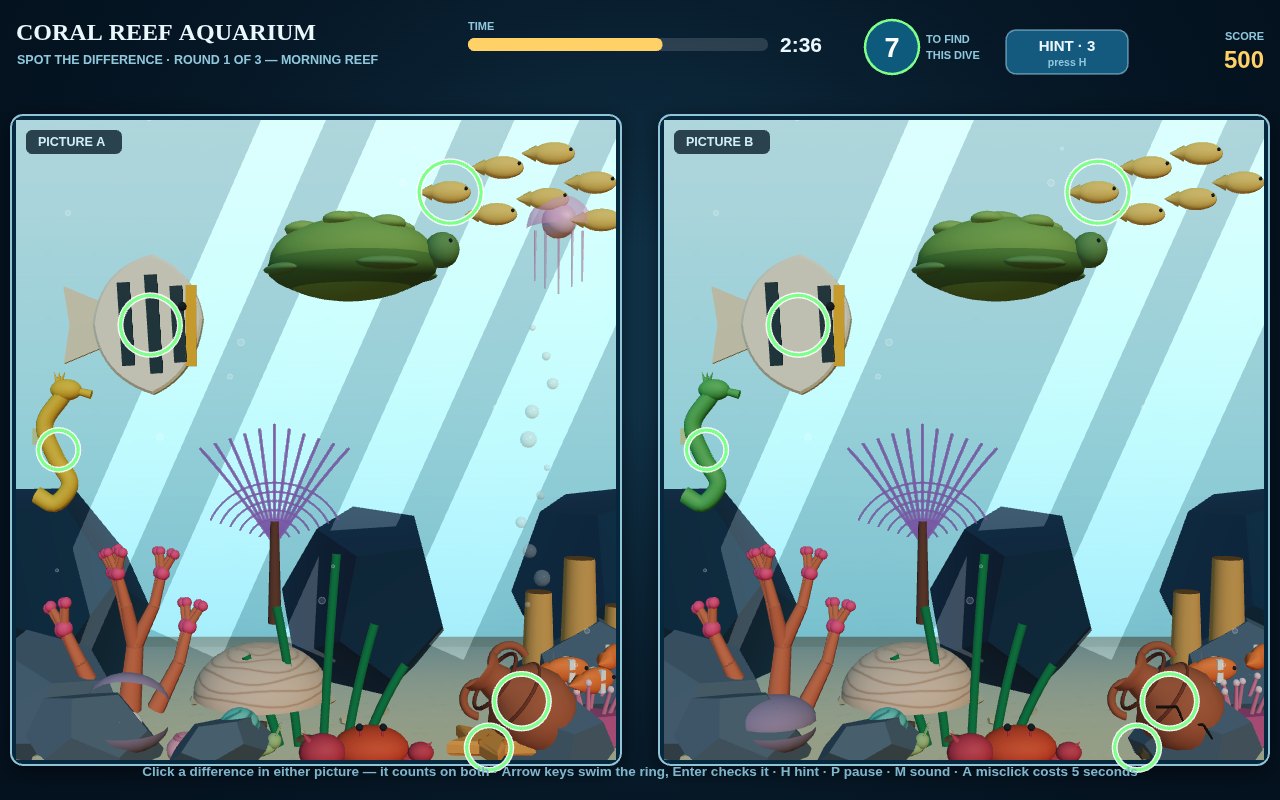 CORAL REEF AQUARIUM
SPOT THE DIFFERENCE · ROUND 1 OF 3 — MORNING REEF
TIME
2:36
7
TO FIND
THIS DIVE
HINT · 3
press H
SCORE
500
PICTURE A
PICTURE B
Click a difference in either picture — it counts on both · Arrow keys swim the ring, Enter checks it · H hint · P pause · M sound · A misclick costs 5 seconds